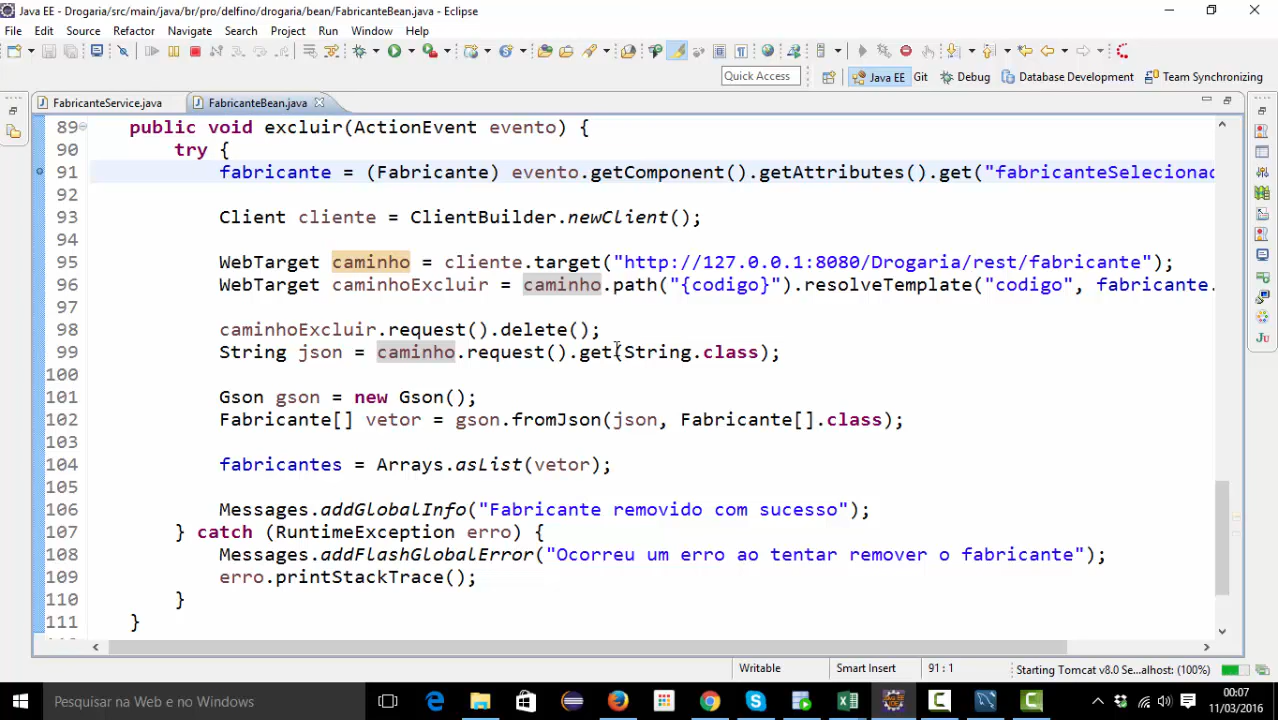 Java EE - Drogaria/src/main/java/br/pro/delfino/drogaria/bean/FabricanteBean.java - Eclipse
File Edit Source Refactor Navigate Search Project Run Window Help
Quick Access Java EE Git Debug Database Development Team Synchronizing
FabricanteService.java FabricanteBean.java
89 public void excluir(ActionEvent evento) {
90 try {
91 fabricante = (Fabricante) evento.getComponent().getAttributes().get("fabricanteSelecionad
92
93 Client cliente = ClientBuilder.newClient();
94
95 WebTarget caminho = cliente.target("http://127.0.0.1:8080/Drogaria/rest/fabricante");
96 WebTarget caminhoExcluir = caminho.path("{codigo}").resolveTemplate("codigo", fabricante.
97
98 caminhoExcluir.request().delete();
99 String json = caminho.request().get(String.class);
100
101 Gson gson = new Gson();
102 Fabricante[] vetor = gson.fromJson(json, Fabricante[].class);
103
104 fabricantes = Arrays.asList(vetor);
105
106 Messages.addGlobalInfo("Fabricante removido com sucesso");
107 } catch (RuntimeException erro) {
108 Messages.addFlashGlobalError("Ocorreu um erro ao tentar remover o fabricante");
109 erro.printStackTrace();
110 }
111 }
Writable Smart Insert 91 : 1 Starting Tomcat v8.0 Se...alhost: (100%)
Pesquisar na Web e no Windows
00:07
11/03/2016